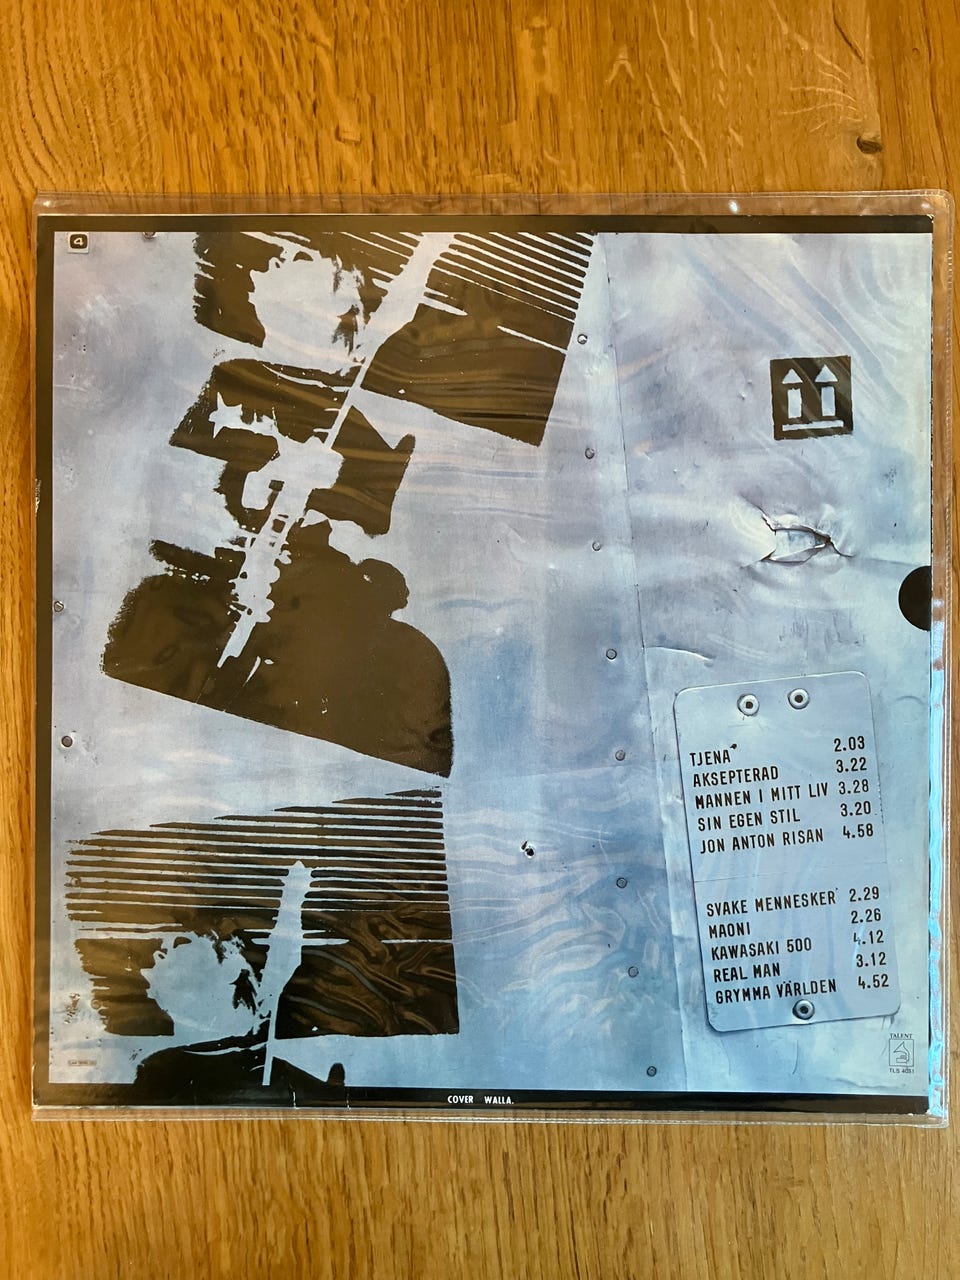 4
TJENA
2.03
AKSEPTERAD
3.22
MANNEN I MITT LIV
3.28
SIN EGEN STIL
3.20
JON ANTON RISAN
4.58
SVAKE MENNESKER
2.29
MAONI
2.26
KAWASAKI 500
4.12
REAL MAN
3.12
GRYMMA VÄRLDEN
4.52
TALENT
TLS 4051
COVER WALLA.